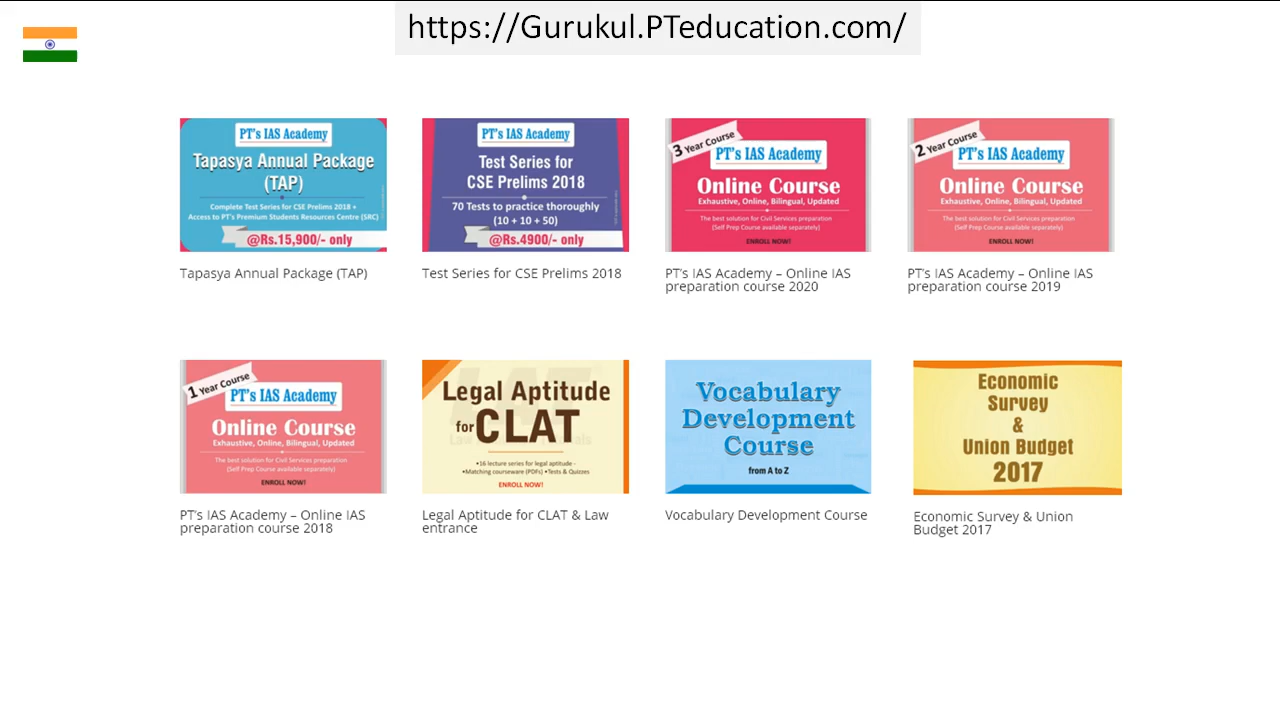 https://Gurukul.PTeducation.com/
PT's IAS Academy
Tapasya Annual Package
(TAP)
Complete Test Series for CSE Prelims 2018 +
Access to PT's Premium Students Resources Centre (SRC)
@Rs.15,900/- only
Tapasya Annual Package (TAP)
PT's IAS Academy
Test Series for
CSE Prelims 2018
70 Tests to practice thoroughly
(10 + 10 + 50)
@Rs.4900/- only
Test Series for CSE Prelims 2018
3 Year Course
PT's IAS Academy
Online Course
Exhaustive, Online, Bilingual, Updated
The best solution for Civil Services preparation
(Self Prep Course available separately)
ENROLL NOW!
PT's IAS Academy – Online IAS
preparation course 2020
2 Year Course
PT's IAS Academy
Online Course
Exhaustive, Online, Bilingual, Updated
The best solution for Civil Services preparation
(Self Prep Course available separately)
ENROLL NOW!
PT's IAS Academy – Online IAS
preparation course 2019
1 Year Course
PT's IAS Academy
Online Course
Exhaustive, Online, Bilingual, Updated
The best solution for Civil Services preparation
(Self Prep Course available separately)
ENROLL NOW!
PT's IAS Academy – Online IAS
preparation course 2018
Legal Aptitude
for CLAT
•16 lecture series for legal aptitude -
•Matching courseware (PDFs) •Tests & Quizzes
ENROLL NOW!
Legal Aptitude for CLAT & Law
entrance
Vocabulary
Development
Course
from A to Z
Vocabulary Development Course
Economic
Survey
&
Union Budget
2017
Economic Survey & Union
Budget 2017